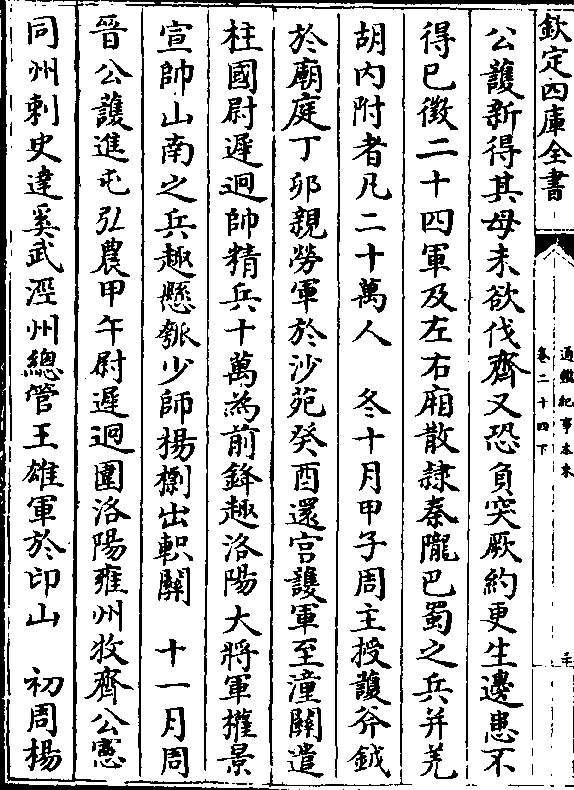 欽定四庫全書
通鑑紀事本末
卷二十四下
公護新得其母未欲伐齊又恐負突厥約更生邊患不
得已徵二十四軍及左右廂散隸秦隴巴蜀之兵并羌
胡内附者凡二十萬人　冬十月甲子周主授護斧鉞
於廟庭丁卯親勞軍於沙苑癸酉還宫護軍至潼關遣
柱國尉遲迥帥精兵十萬為前鋒趣洛陽大將軍權景
宣帥山南之兵趣懸瓠少師楊㯹出軹關　十一月周
晉公護進屯弘農甲午尉遲迥圍洛陽雍州牧齊公憲
同州刺史達奚武涇州總管王雄軍於邙山　初周楊